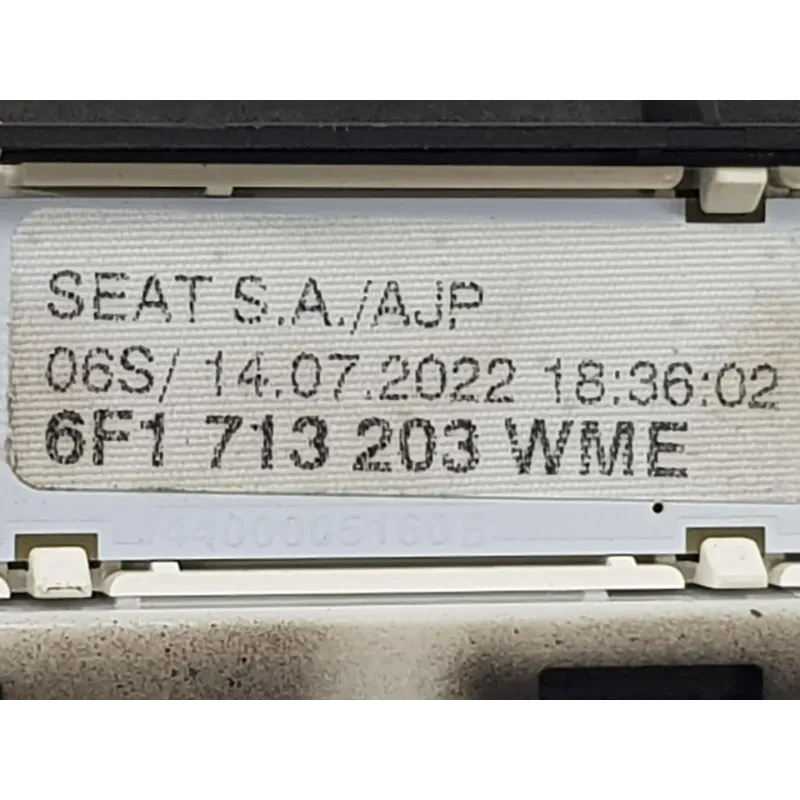 SEAT S.A./AJP
06S/ 14.07.2022 18:36:02
6F1 713 203 WME